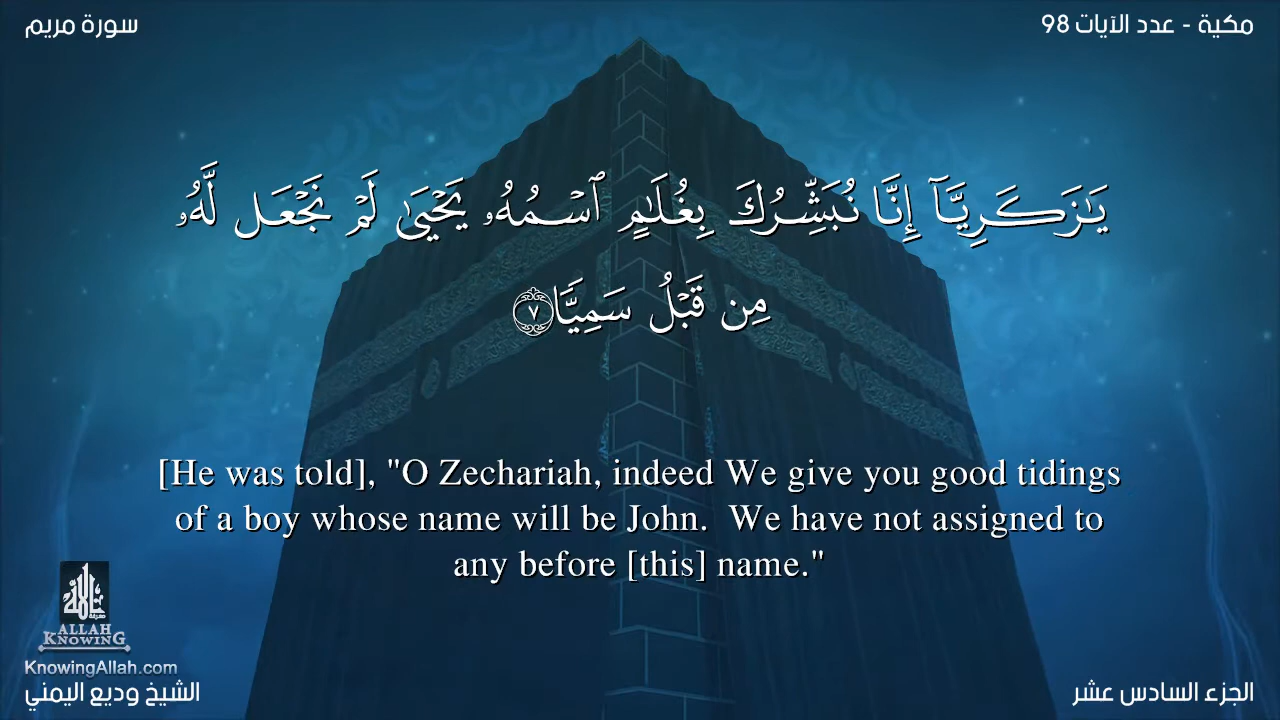 سورة مريم
مكية - عدد الآيات 98
يَٰزَكَرِيَّآ إِنَّا نُبَشِّرُكَ بِغُلَٰمٍ ٱسْمُهُۥ يَحْيَىٰ لَمْ نَجْعَل لَّهُۥ
مِن قَبْلُ سَمِيًّا ٧
[He was told], "O Zechariah, indeed We give you good tidings
of a boy whose name will be John.  We have not assigned to
any before [this] name."
ALLAH
KNOWING
KnowingAllah.com
الشيخ وديع اليمني
الجزء السادس عشر